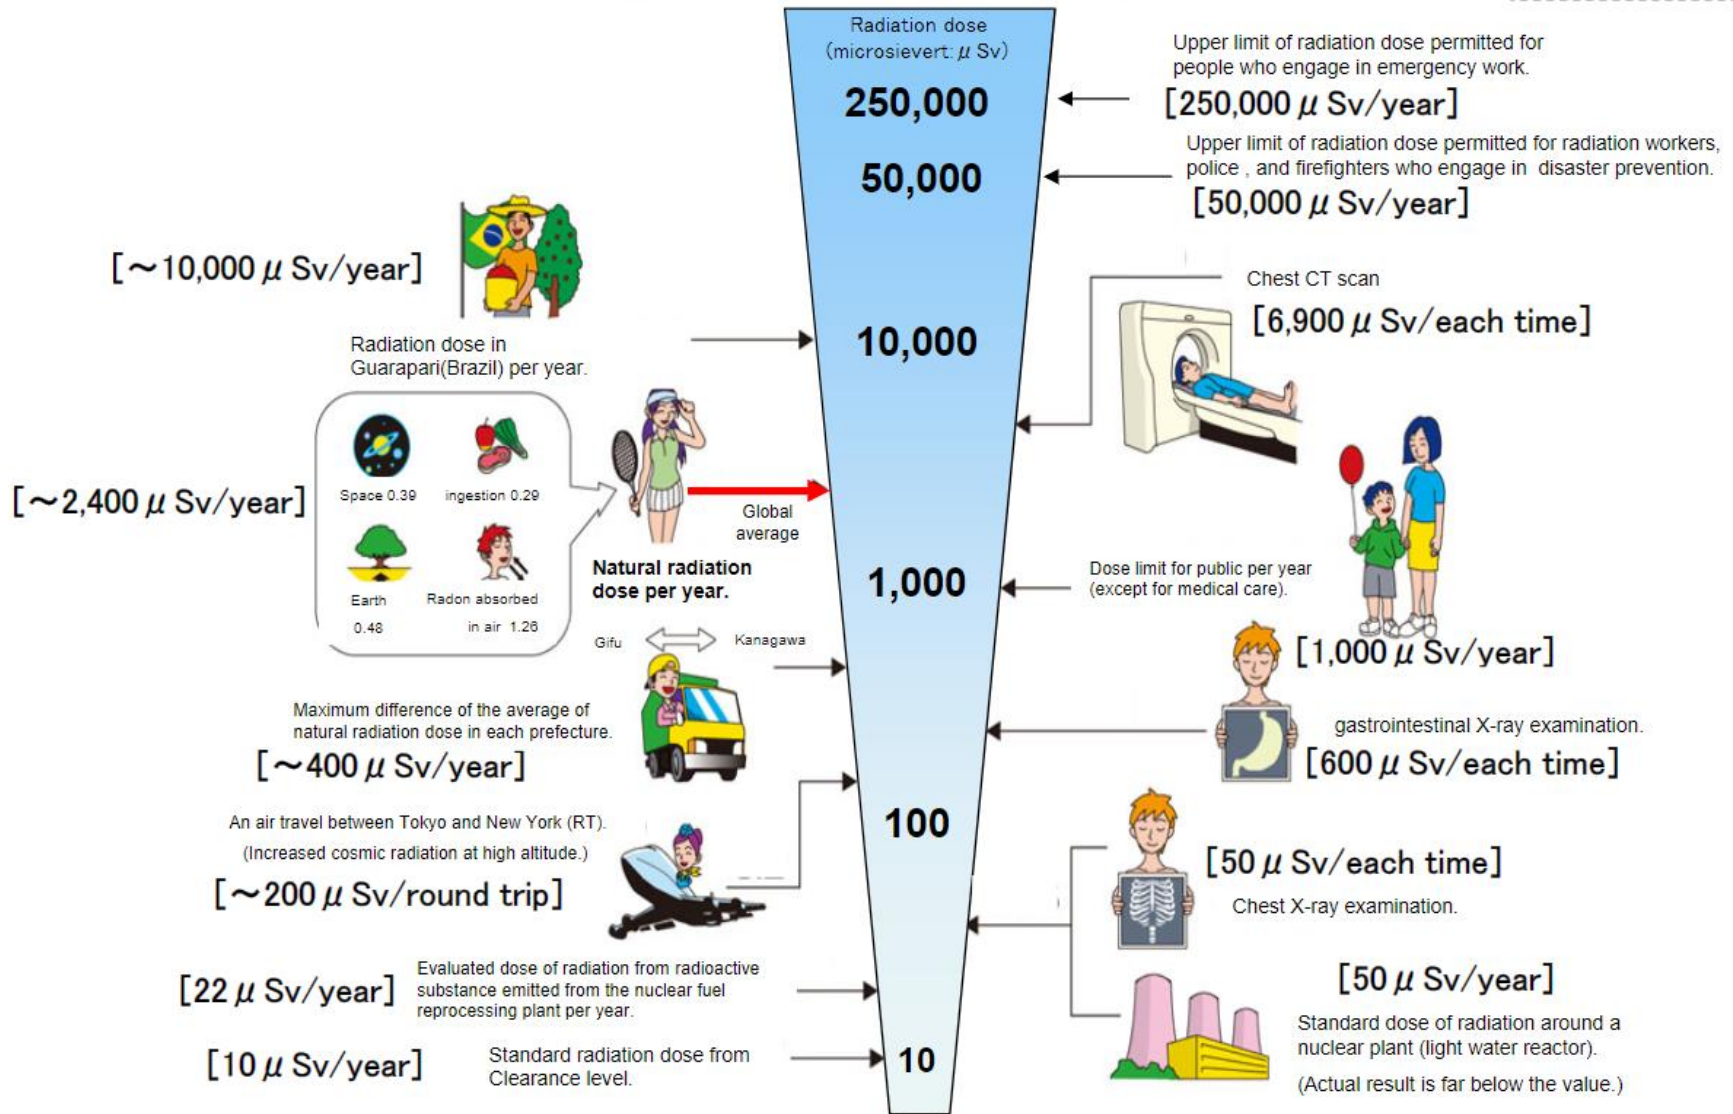 Radiation dose
(microsievert: μ Sv)
250,000
50,000
10,000
1,000
100
10
[~10,000 μ Sv/year]
Radiation dose in
Guarapari(Brazil) per year.
[~2,400 μ Sv/year]
Space 0.39
ingestion 0.29
Earth
0.48
Radon absorbed
in air 1.26
Global
average
Natural radiation
dose per year.
Gifu
Kanagawa
Maximum difference of the average of
natural radiation dose in each prefecture.
[~400 μ Sv/year]
An air travel between Tokyo and New York (RT).
(Increased cosmic radiation at high altitude.)
[~200 μ Sv/round trip]
[22 μ Sv/year]
Evaluated dose of radiation from radioactive
substance emitted from the nuclear fuel
reprocessing plant per year.
[10 μ Sv/year]
Standard radiation dose from
Clearance level.
Upper limit of radiation dose permitted for
people who engage in emergency work.
[250,000 μ Sv/year]
Upper limit of radiation dose permitted for radiation workers,
police , and firefighters who engage in disaster prevention.
[50,000 μ Sv/year]
Chest CT scan
[6,900 μ Sv/each time]
Dose limit for public per year
(except for medical care).
[1,000 μ Sv/year]
gastrointestinal X-ray examination.
[600 μ Sv/each time]
[50 μ Sv/each time]
Chest X-ray examination.
[50 μ Sv/year]
Standard dose of radiation around a
nuclear plant (light water reactor).
(Actual result is far below the value.)